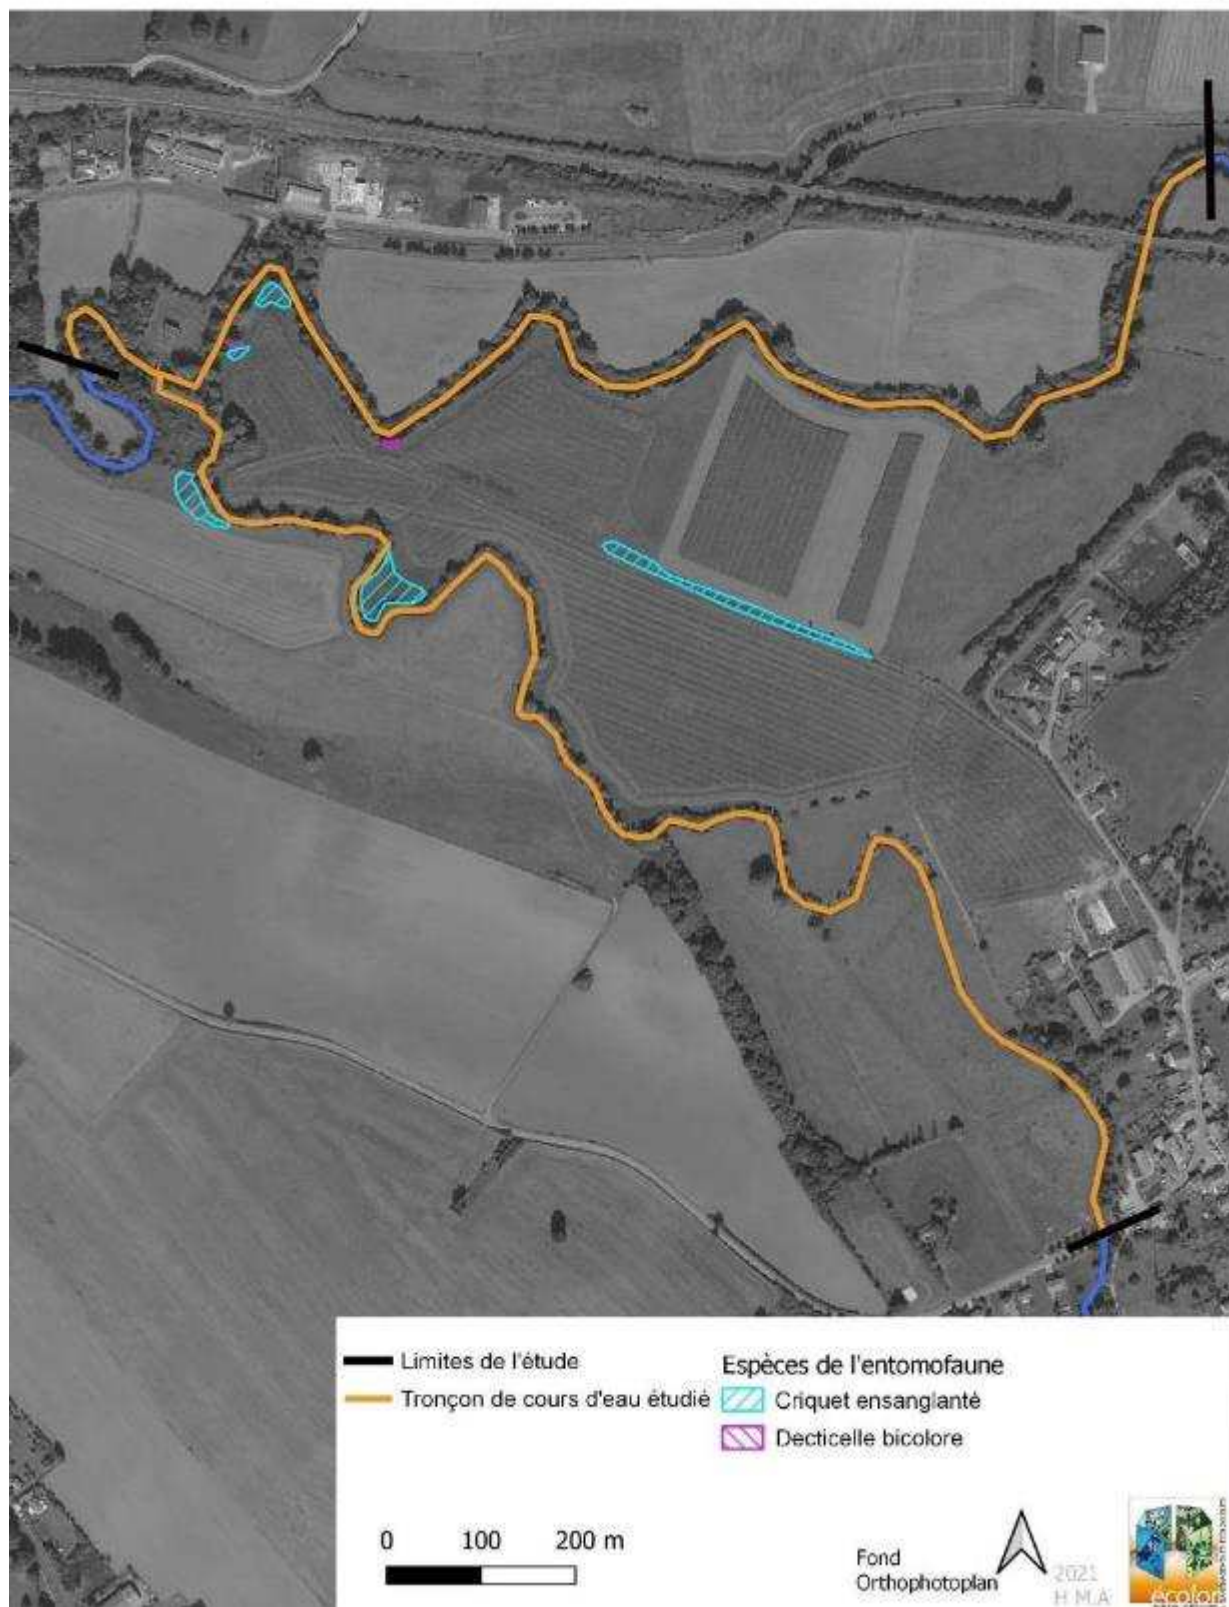 Limites de l'étude
Tronçon de cours d'eau étudié
Espèces de l'entomofaune
Criquet ensanglanté
Decticelle bicolore
0 100 200 m
Fond
Orthophotoplan
2021
H.M.A
écolor